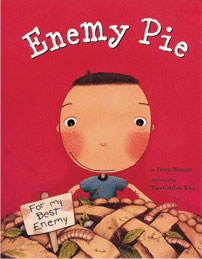 Enemy Pie
by Derek Munson
illustrated by
Tara Calahan King
For my
Best
Enemy